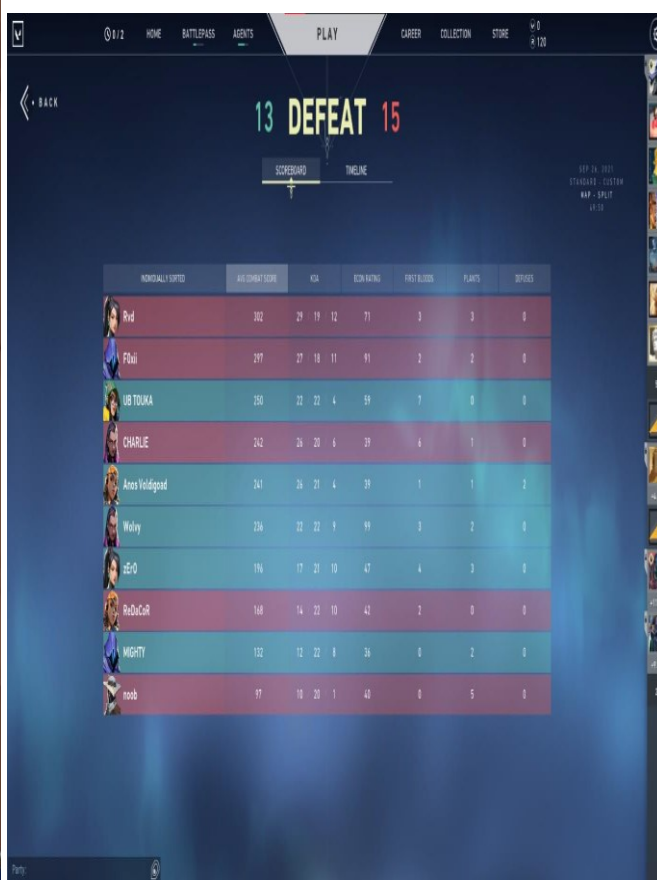 0/2 HOME BATTLEPASS AGENTS PLAY CAREER COLLECTION STORE 0
120
BACK
13 DEFEAT 15
SCOREBOARD TIMELINE
SEP 26, 2021
STANDARD - CUSTOM
MAP - SPLIT
INDIVIDUALLY SORTED AVG COMBAT SCORE KDA ECON RATING FIRST BLOODS PLANTS DEFUSES
Rvd 302 29 19 12 71 3 3 0
F0xii 297 27 18 11 91 2 2 0
UB TOUKA 250 22 22 4 59 7 0 0
CHARLIE 242 26 20 6 39 6 1 0
Anos Voldigoad 241 26 21 4 39 1 1 2
Wolvy 236 22 22 9 99 3 2 0
zEr0 196 17 21 10 47 4 3 0
ReDaCoR 168 14 22 10 42 2 0 0
MIGHTY 132 12 22 8 36 0 2 0
noob 97 10 20 1 40 0 5 0
Party: